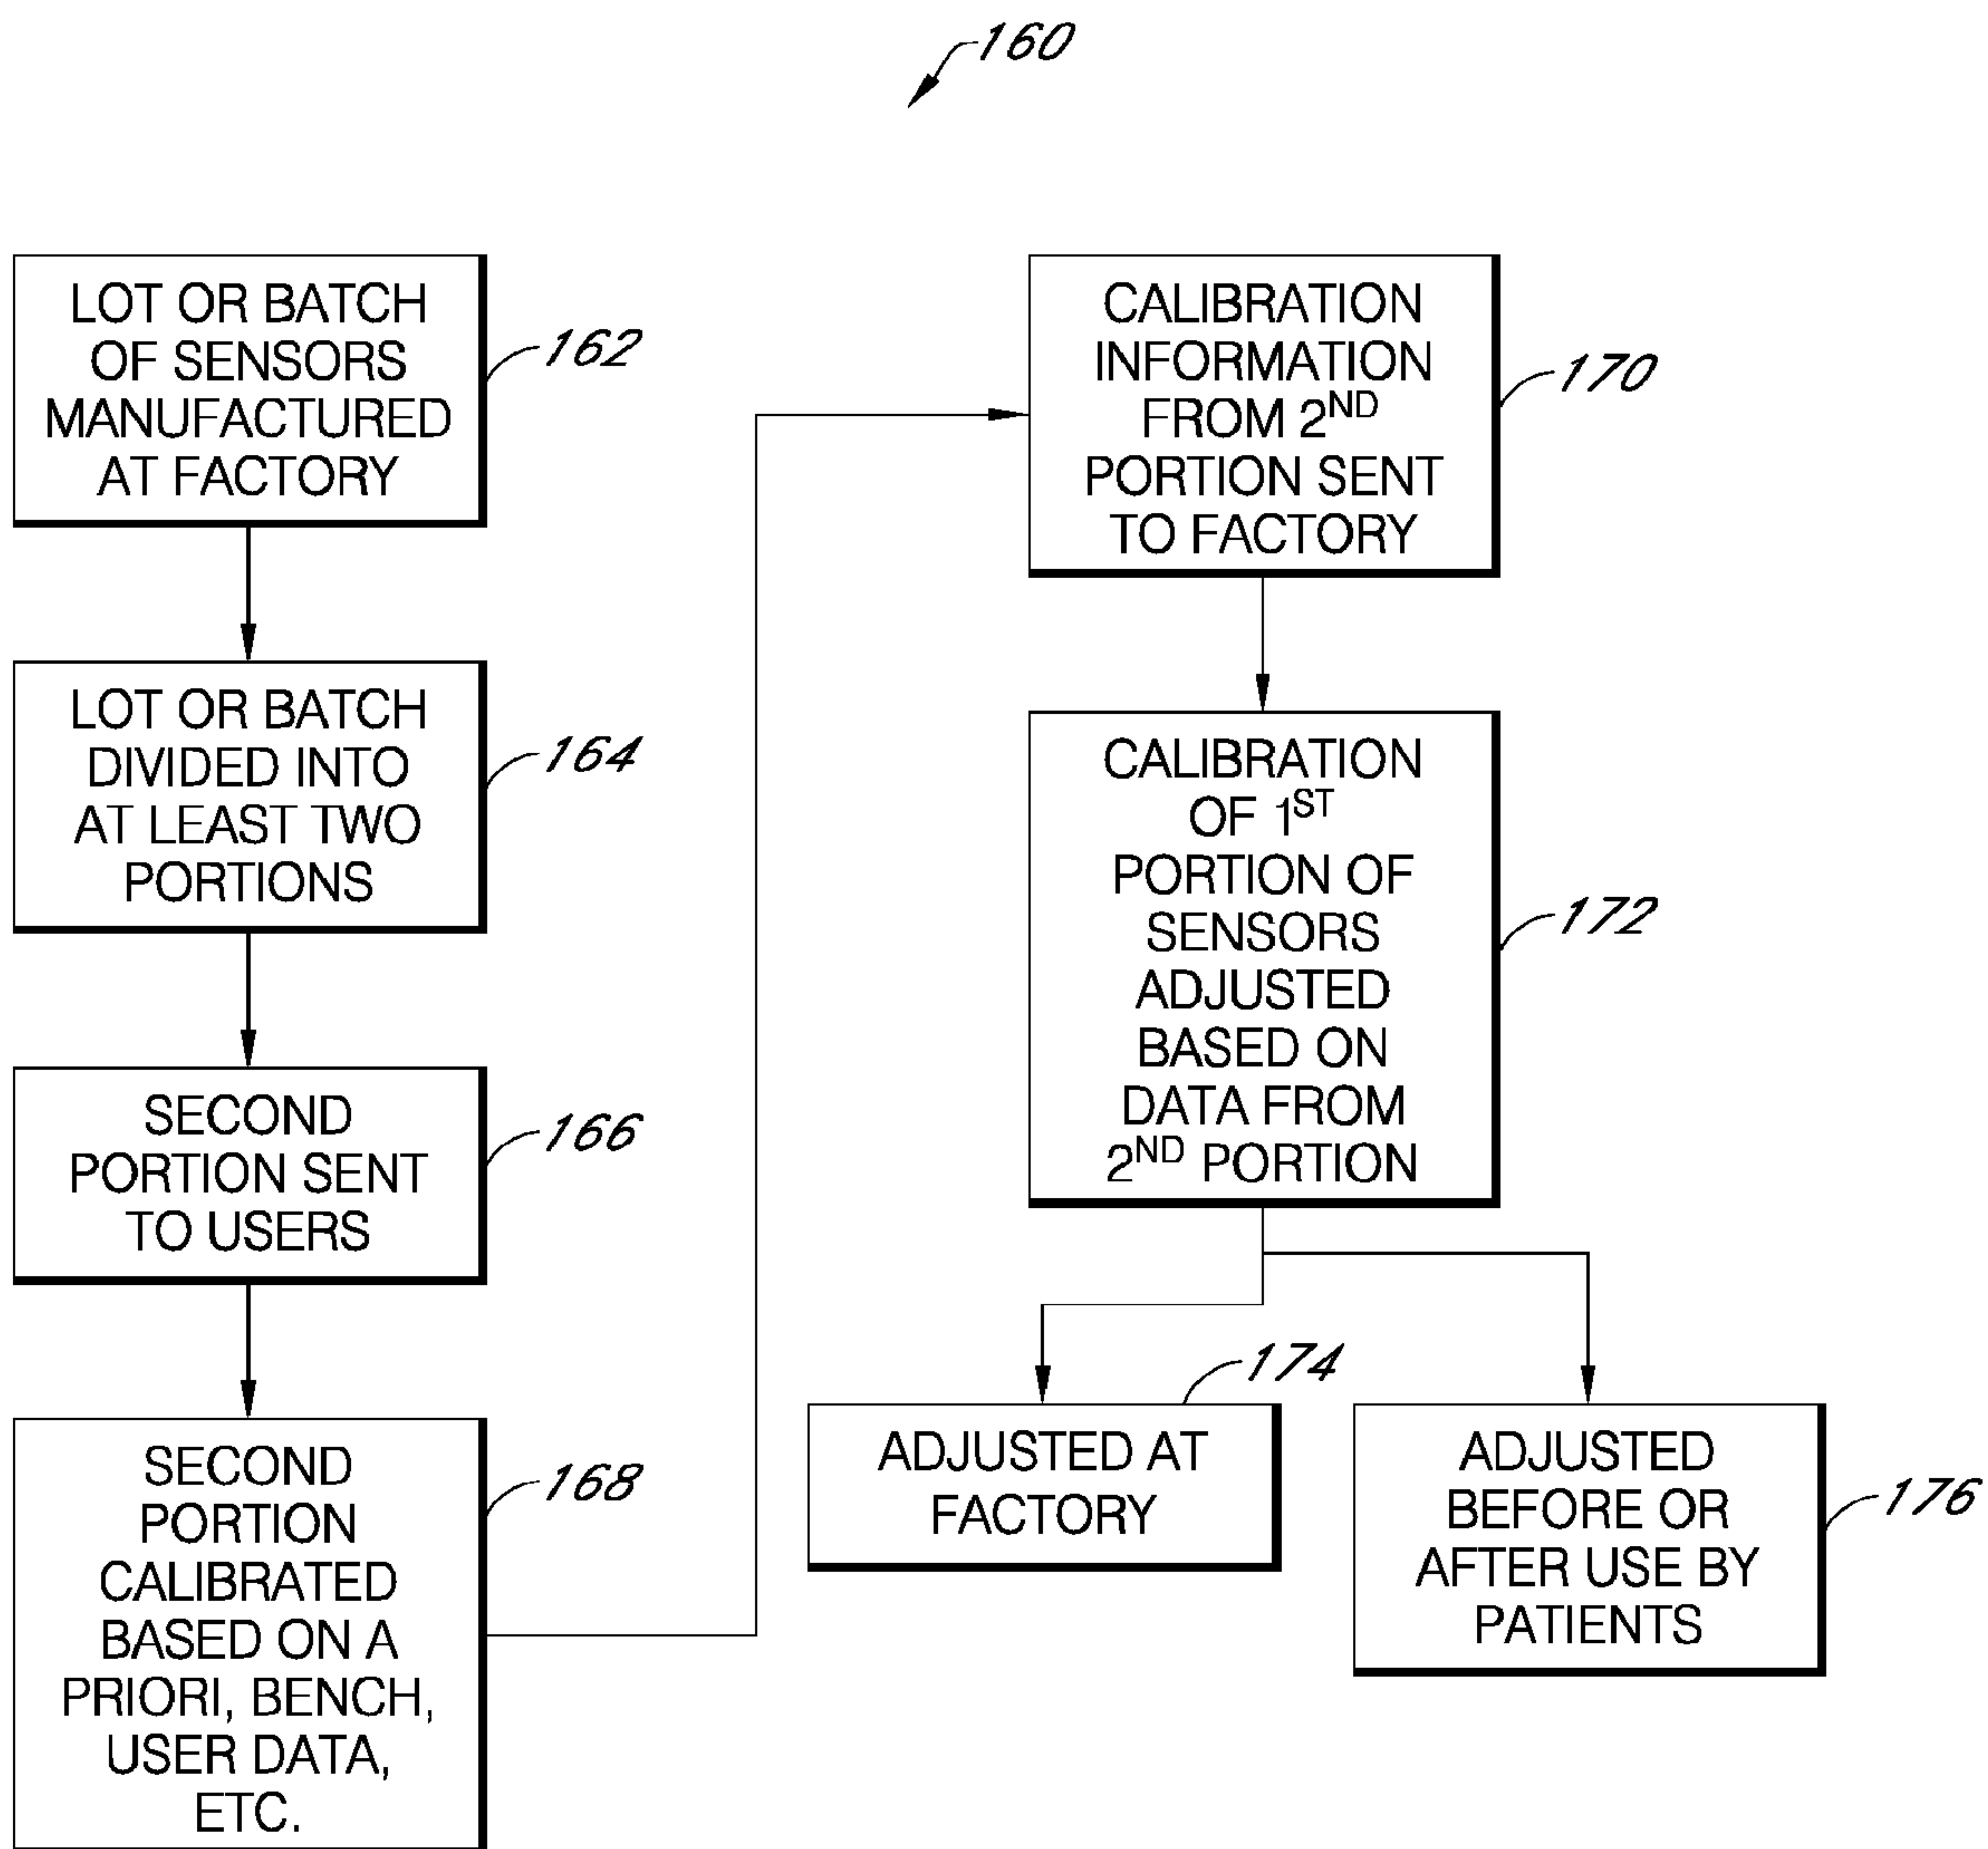 160
LOT OR BATCH
OF SENSORS
MANUFACTURED
AT FACTORY
162
LOT OR BATCH
DIVIDED INTO
AT LEAST TWO
PORTIONS
164
SECOND
PORTION SENT
TO USERS
166
SECOND
PORTION
CALIBRATED
BASED ON A
PRIORI, BENCH,
USER DATA,
ETC.
168
CALIBRATION
INFORMATION
FROM 2ND
PORTION SENT
TO FACTORY
170
CALIBRATION
OF 1ST
PORTION OF
SENSORS
ADJUSTED
BASED ON
DATA FROM
2ND PORTION
172
ADJUSTED AT
FACTORY
174
ADJUSTED
BEFORE OR
AFTER USE BY
PATIENTS
176